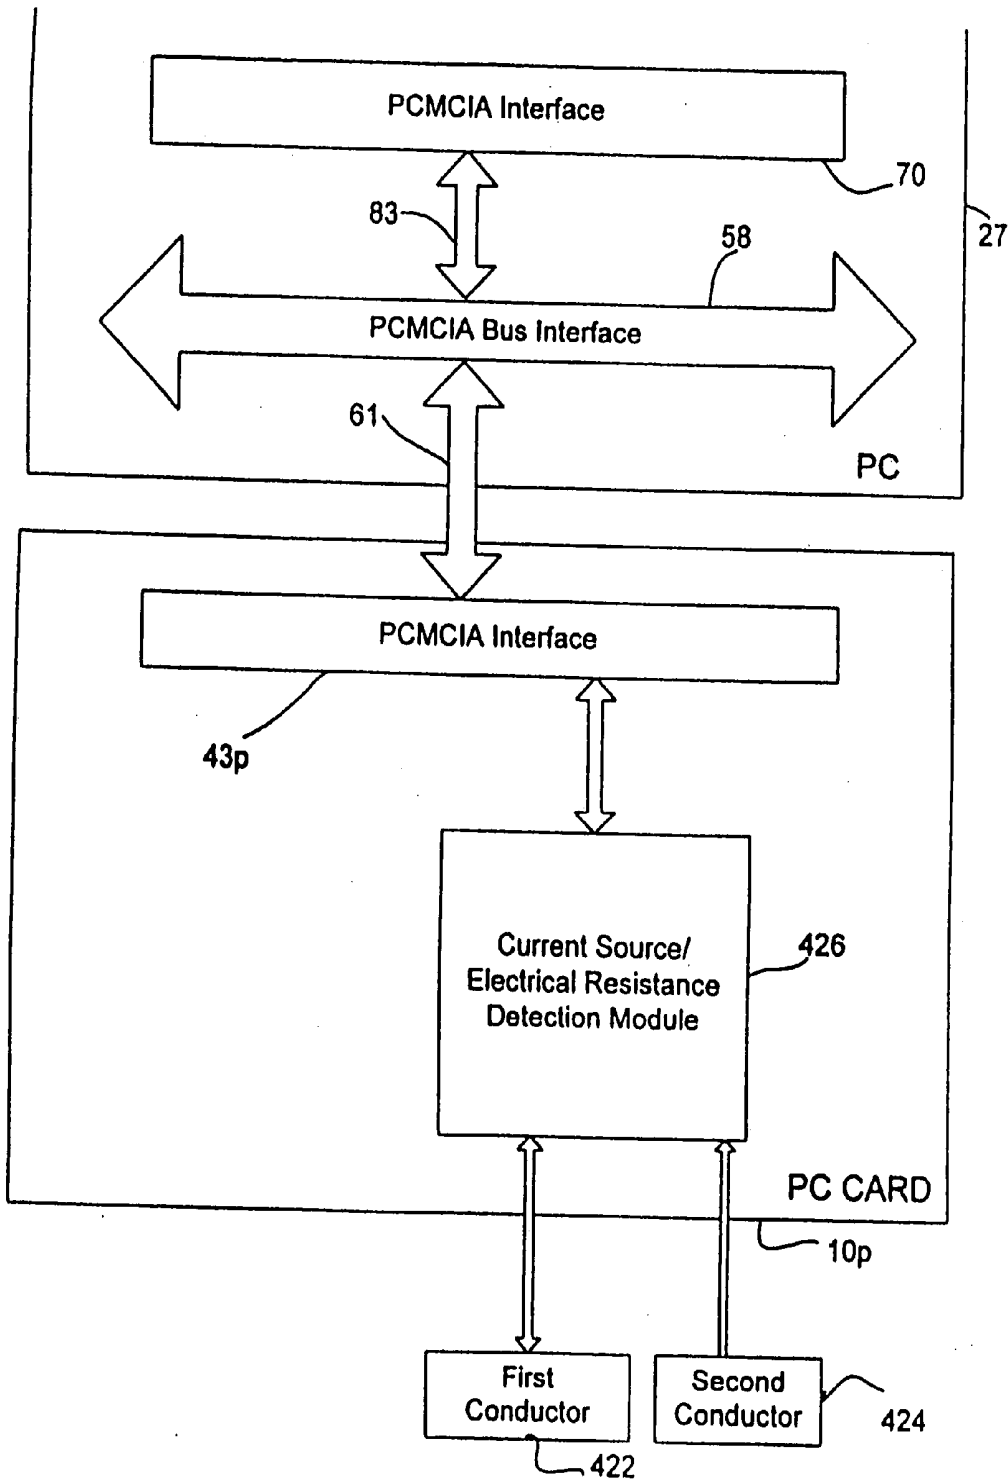 PCMCIA Interface
70
83
27
58
PCMCIA Bus Interface
61
PC
PCMCIA Interface
43p
Current Source/
Electrical Resistance
Detection Module
426
PC CARD
10p
First
Conductor
Second
Conductor
424
422